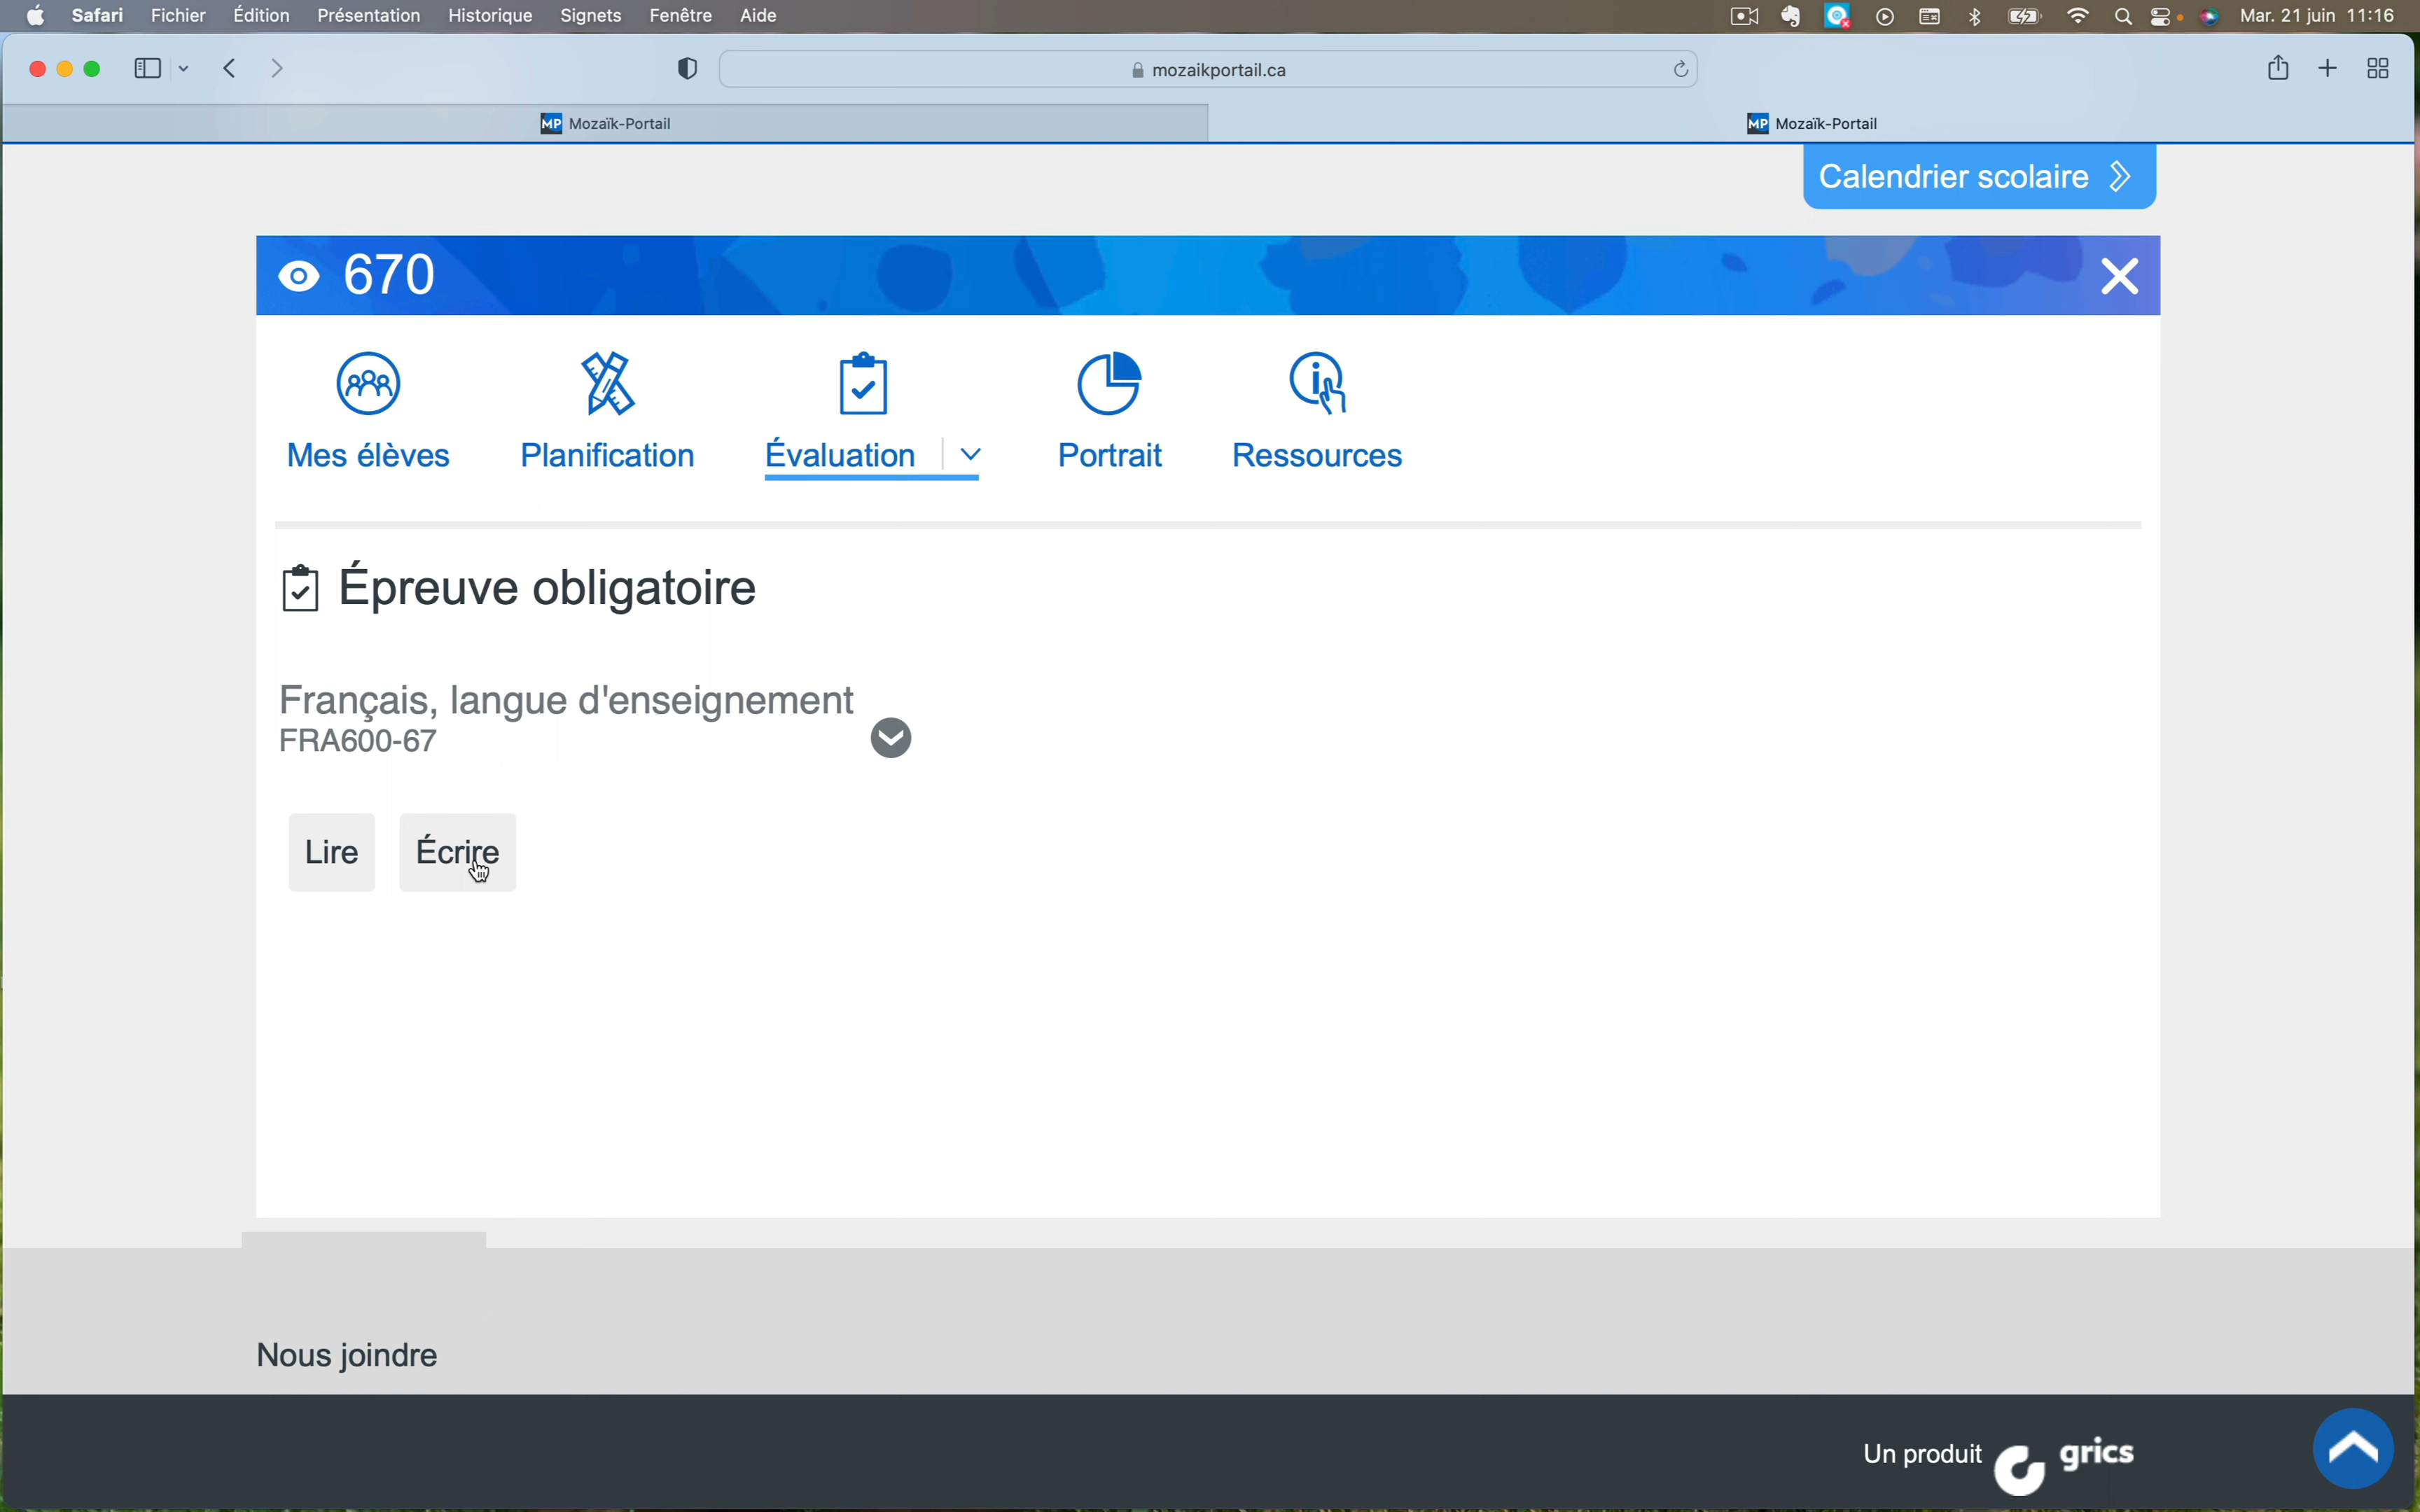 Safari Fichier Édition Présentation Historique Signets Fenêtre Aide Mar. 21 juin 11:16
mozaikportail.ca
MP Mozaïk-Portail MP Mozaïk-Portail
Calendrier scolaire
670
Mes élèves Planification Évaluation Portrait Ressources
Épreuve obligatoire
Français, langue d'enseignement
FRA600-67
Lire Écrire
Nous joindre
Un produit grics